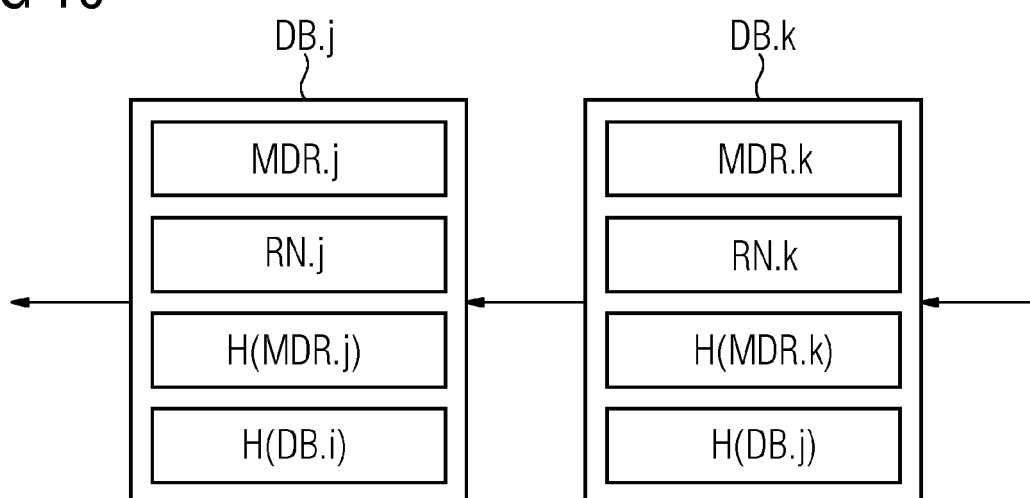 DB.j
DB.k
MDR.j
MDR.k
RN.j
RN.k
H(MDR.j)
H(MDR.k)
H(DB.i)
H(DB.j)